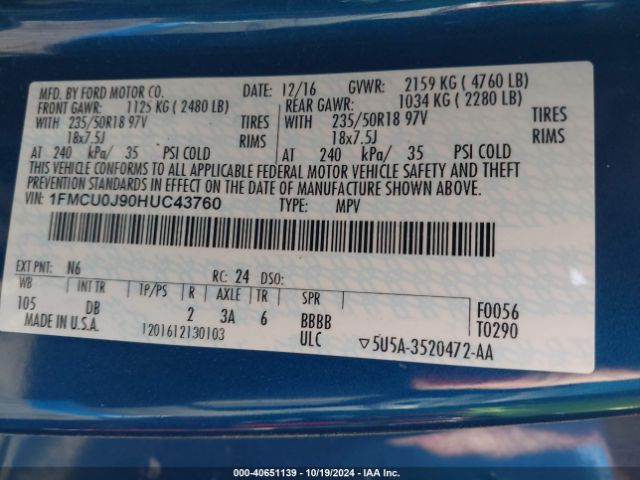 MFD. BY FORD MOTOR CO. DATE: 12/16 GVWR: 2159 KG (4760 LB)
FRONT GAWR: 1125 KG (2480 LB) REAR GAWR: 1034 KG (2280 LB)
WITH 235/50R18 97V TIRES WITH 235/50R18 97V TIRES
18x7.5J RIMS 18x7.5J RIMS
AT 240 kPa/ 35 PSI COLD AT 240 kPa/ 35 PSI COLD
THIS VEHICLE CONFORMS TO ALL APPLICABLE FEDERAL MOTOR VEHICLE SAFETY AND THEFT
PREVENTION STANDARDS IN EFFECT ON THE DATE OF MANUFACTURE SHOWN ABOVE.
VIN: 1FMCU0J90HUC43760 TYPE: MPV
EXT PNT: N6 RC: 24 DSO:
WB INT TR TP/PS R AXLE TR SPR
105 DB 2 3A 6 BBBB F0056
MADE IN U.S.A. 1201612130103 ULC T0290
▽5U5A-3520472-AA
000-40651139 - 10/19/2024 - IAA Inc.